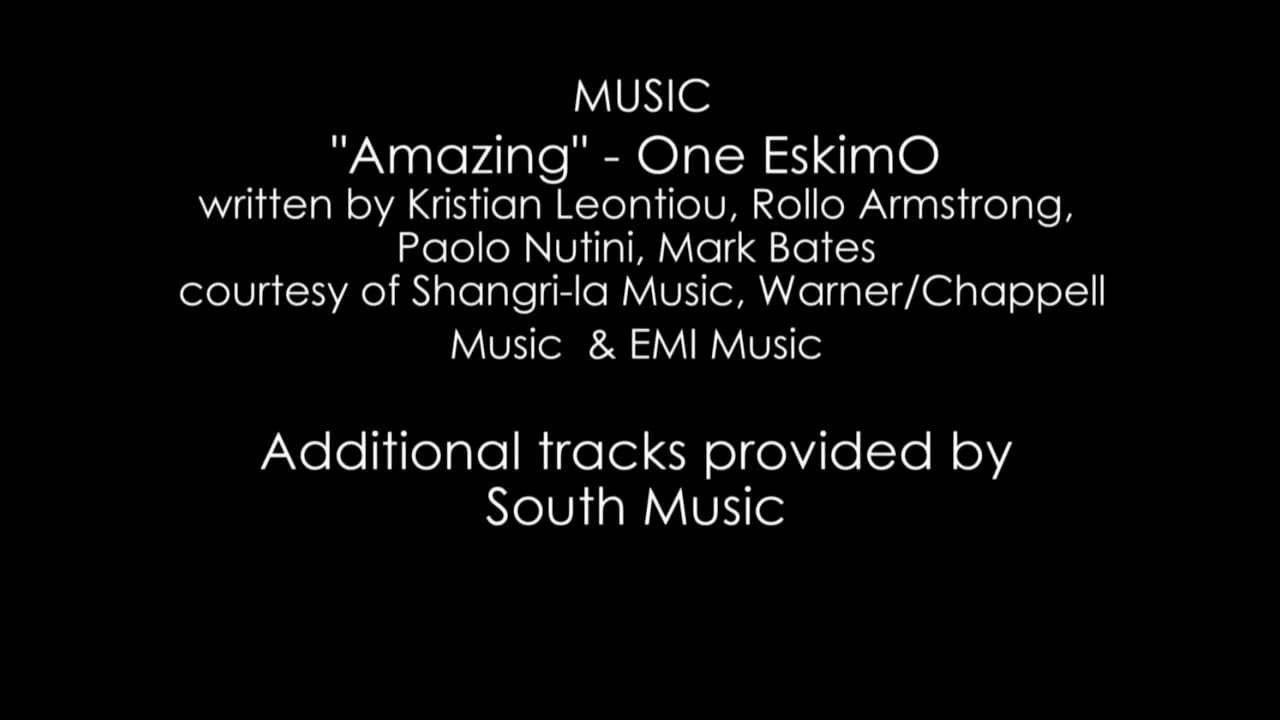 MUSIC
"Amazing" - One EskimO
written by Kristian Leontiou, Rollo Armstrong,
Paolo Nutini, Mark Bates
courtesy of Shangri-la Music, Warner/Chappell
Music  & EMI Music
Additional tracks provided by
South Music